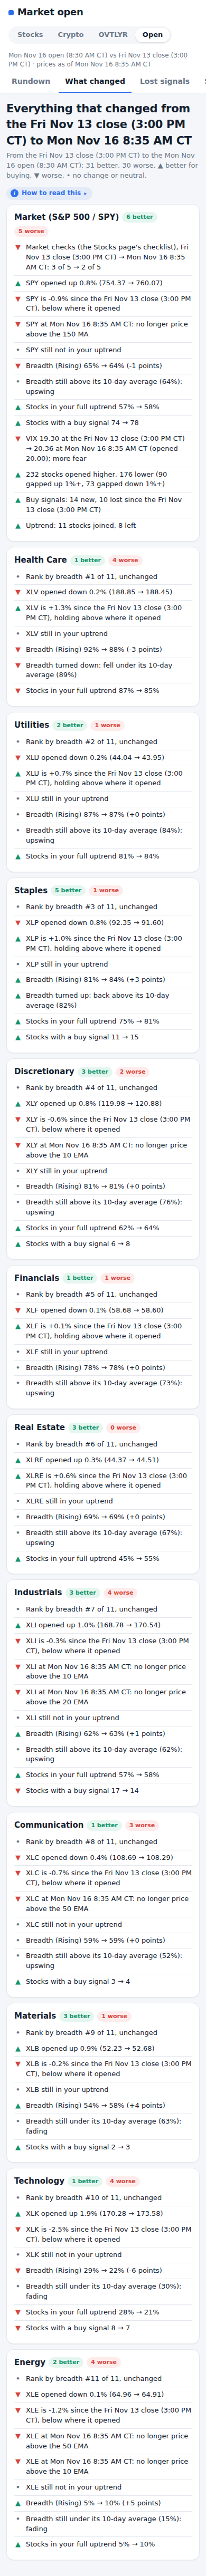 Market open
Stocks Crypto OVTLYR Open
Mon Nov 16 open (8:30 AM CT) vs Fri Nov 13 close (3:00
PM CT) · prices as of Mon Nov 16 8:35 AM CT
Rundown What changed Lost signals
Everything that changed from
the Fri Nov 13 close (3:00 PM
CT) to Mon Nov 16 8:35 AM CT
From the Fri Nov 13 close (3:00 PM CT) to the Mon Nov
16 open (8:30 AM CT): 31 better, 30 worse. ▲ better for
buying, ▼ worse, • no change or neutral.
i How to read this ▸
Market (S&P 500 / SPY) 6 better
5 worse
▼ Market checks (the Stocks page's checklist), Fri
Nov 13 close (3:00 PM CT) → Mon Nov 16 8:35
AM CT: 3 of 5 → 2 of 5
▲ SPY opened up 0.8% (754.37 → 760.07)
▼ SPY is -0.9% since the Fri Nov 13 close (3:00 PM
CT), below where it opened
▼ SPY at Mon Nov 16 8:35 AM CT: no longer price
above the 150 MA
• SPY still not in your uptrend
▼ Breadth (Rising) 65% → 64% (-1 points)
• Breadth still above its 10-day average (64%):
upswing
▲ Stocks in your full uptrend 57% → 58%
▲ Stocks with a buy signal 74 → 78
▼ VIX 19.30 at the Fri Nov 13 close (3:00 PM CT)
→ 20.36 at Mon Nov 16 8:35 AM CT (opened
20.00); more fear
▲ 232 stocks opened higher, 176 lower (90
gapped up 1%+, 73 gapped down 1%+)
▲ Buy signals: 14 new, 10 lost since the Fri Nov
13 close (3:00 PM CT)
▲ Uptrend: 11 stocks joined, 8 left
Health Care 1 better 4 worse
• Rank by breadth #1 of 11, unchanged
▼ XLV opened down 0.2% (188.85 → 188.45)
▲ XLV is +1.3% since the Fri Nov 13 close (3:00
PM CT), holding above where it opened
• XLV still in your uptrend
▼ Breadth (Rising) 92% → 88% (-3 points)
▼ Breadth turned down: fell under its 10-day
average (89%)
▼ Stocks in your full uptrend 87% → 85%
Utilities 2 better 1 worse
• Rank by breadth #2 of 11, unchanged
▼ XLU opened down 0.2% (44.04 → 43.95)
▲ XLU is +0.7% since the Fri Nov 13 close (3:00
PM CT), holding above where it opened
• XLU still in your uptrend
• Breadth (Rising) 87% → 87% (+0 points)
• Breadth still above its 10-day average (84%):
upswing
▲ Stocks in your full uptrend 81% → 84%
Staples 5 better 1 worse
• Rank by breadth #3 of 11, unchanged
▼ XLP opened down 0.8% (92.35 → 91.60)
▲ XLP is +1.0% since the Fri Nov 13 close (3:00
PM CT), holding above where it opened
• XLP still in your uptrend
▲ Breadth (Rising) 81% → 84% (+3 points)
▲ Breadth turned up: back above its 10-day
average (82%)
▲ Stocks in your full uptrend 75% → 81%
▲ Stocks with a buy signal 11 → 15
Discretionary 3 better 2 worse
• Rank by breadth #4 of 11, unchanged
▲ XLY opened up 0.8% (119.98 → 120.88)
▼ XLY is -0.6% since the Fri Nov 13 close (3:00 PM
CT), below where it opened
▼ XLY at Mon Nov 16 8:35 AM CT: no longer price
above the 10 EMA
• XLY still in your uptrend
• Breadth (Rising) 81% → 81% (+0 points)
• Breadth still above its 10-day average (76%):
upswing
▲ Stocks in your full uptrend 62% → 64%
▲ Stocks with a buy signal 6 → 8
Financials 1 better 1 worse
• Rank by breadth #5 of 11, unchanged
▼ XLF opened down 0.1% (58.68 → 58.60)
▲ XLF is +0.1% since the Fri Nov 13 close (3:00
PM CT), holding above where it opened
• XLF still in your uptrend
• Breadth (Rising) 78% → 78% (+0 points)
• Breadth still above its 10-day average (73%):
upswing
Real Estate 3 better 0 worse
• Rank by breadth #6 of 11, unchanged
▲ XLRE opened up 0.3% (44.37 → 44.51)
▲ XLRE is +0.6% since the Fri Nov 13 close (3:00
PM CT), holding above where it opened
• XLRE still in your uptrend
• Breadth (Rising) 69% → 69% (+0 points)
• Breadth still above its 10-day average (67%):
upswing
▲ Stocks in your full uptrend 45% → 55%
Industrials 3 better 4 worse
• Rank by breadth #7 of 11, unchanged
▲ XLI opened up 1.0% (168.78 → 170.54)
▼ XLI is -0.3% since the Fri Nov 13 close (3:00 PM
CT), below where it opened
▼ XLI at Mon Nov 16 8:35 AM CT: no longer price
above the 10 EMA
▼ XLI at Mon Nov 16 8:35 AM CT: no longer price
above the 20 EMA
• XLI still not in your uptrend
▲ Breadth (Rising) 62% → 63% (+1 points)
• Breadth still above its 10-day average (62%):
upswing
▲ Stocks in your full uptrend 57% → 58%
▼ Stocks with a buy signal 17 → 14
Communication 1 better 3 worse
• Rank by breadth #8 of 11, unchanged
▼ XLC opened down 0.4% (108.69 → 108.29)
▼ XLC is -0.7% since the Fri Nov 13 close (3:00 PM
CT), below where it opened
▼ XLC at Mon Nov 16 8:35 AM CT: no longer price
above the 50 EMA
• XLC still not in your uptrend
• Breadth (Rising) 59% → 59% (+0 points)
• Breadth still above its 10-day average (52%):
upswing
▲ Stocks with a buy signal 3 → 4
Materials 3 better 1 worse
• Rank by breadth #9 of 11, unchanged
▲ XLB opened up 0.9% (52.23 → 52.68)
▼ XLB is -0.2% since the Fri Nov 13 close (3:00 PM
CT), below where it opened
• XLB still in your uptrend
▲ Breadth (Rising) 54% → 58% (+4 points)
• Breadth still under its 10-day average (63%):
fading
▲ Stocks with a buy signal 2 → 3
Technology 1 better 4 worse
• Rank by breadth #10 of 11, unchanged
▲ XLK opened up 1.9% (170.28 → 173.58)
▼ XLK is -2.5% since the Fri Nov 13 close (3:00 PM
CT), below where it opened
• XLK still not in your uptrend
▼ Breadth (Rising) 29% → 22% (-6 points)
• Breadth still under its 10-day average (30%):
fading
▼ Stocks in your full uptrend 28% → 21%
▼ Stocks with a buy signal 8 → 7
Energy 2 better 4 worse
• Rank by breadth #11 of 11, unchanged
▼ XLE opened down 0.1% (64.96 → 64.91)
▼ XLE is -1.2% since the Fri Nov 13 close (3:00 PM
CT), below where it opened
▼ XLE at Mon Nov 16 8:35 AM CT: no longer price
above the 50 EMA
▼ XLE at Mon Nov 16 8:35 AM CT: no longer price
above the 10 EMA
• XLE still not in your uptrend
▲ Breadth (Rising) 5% → 10% (+5 points)
• Breadth still under its 10-day average (15%):
fading
▲ Stocks in your full uptrend 5% → 10%